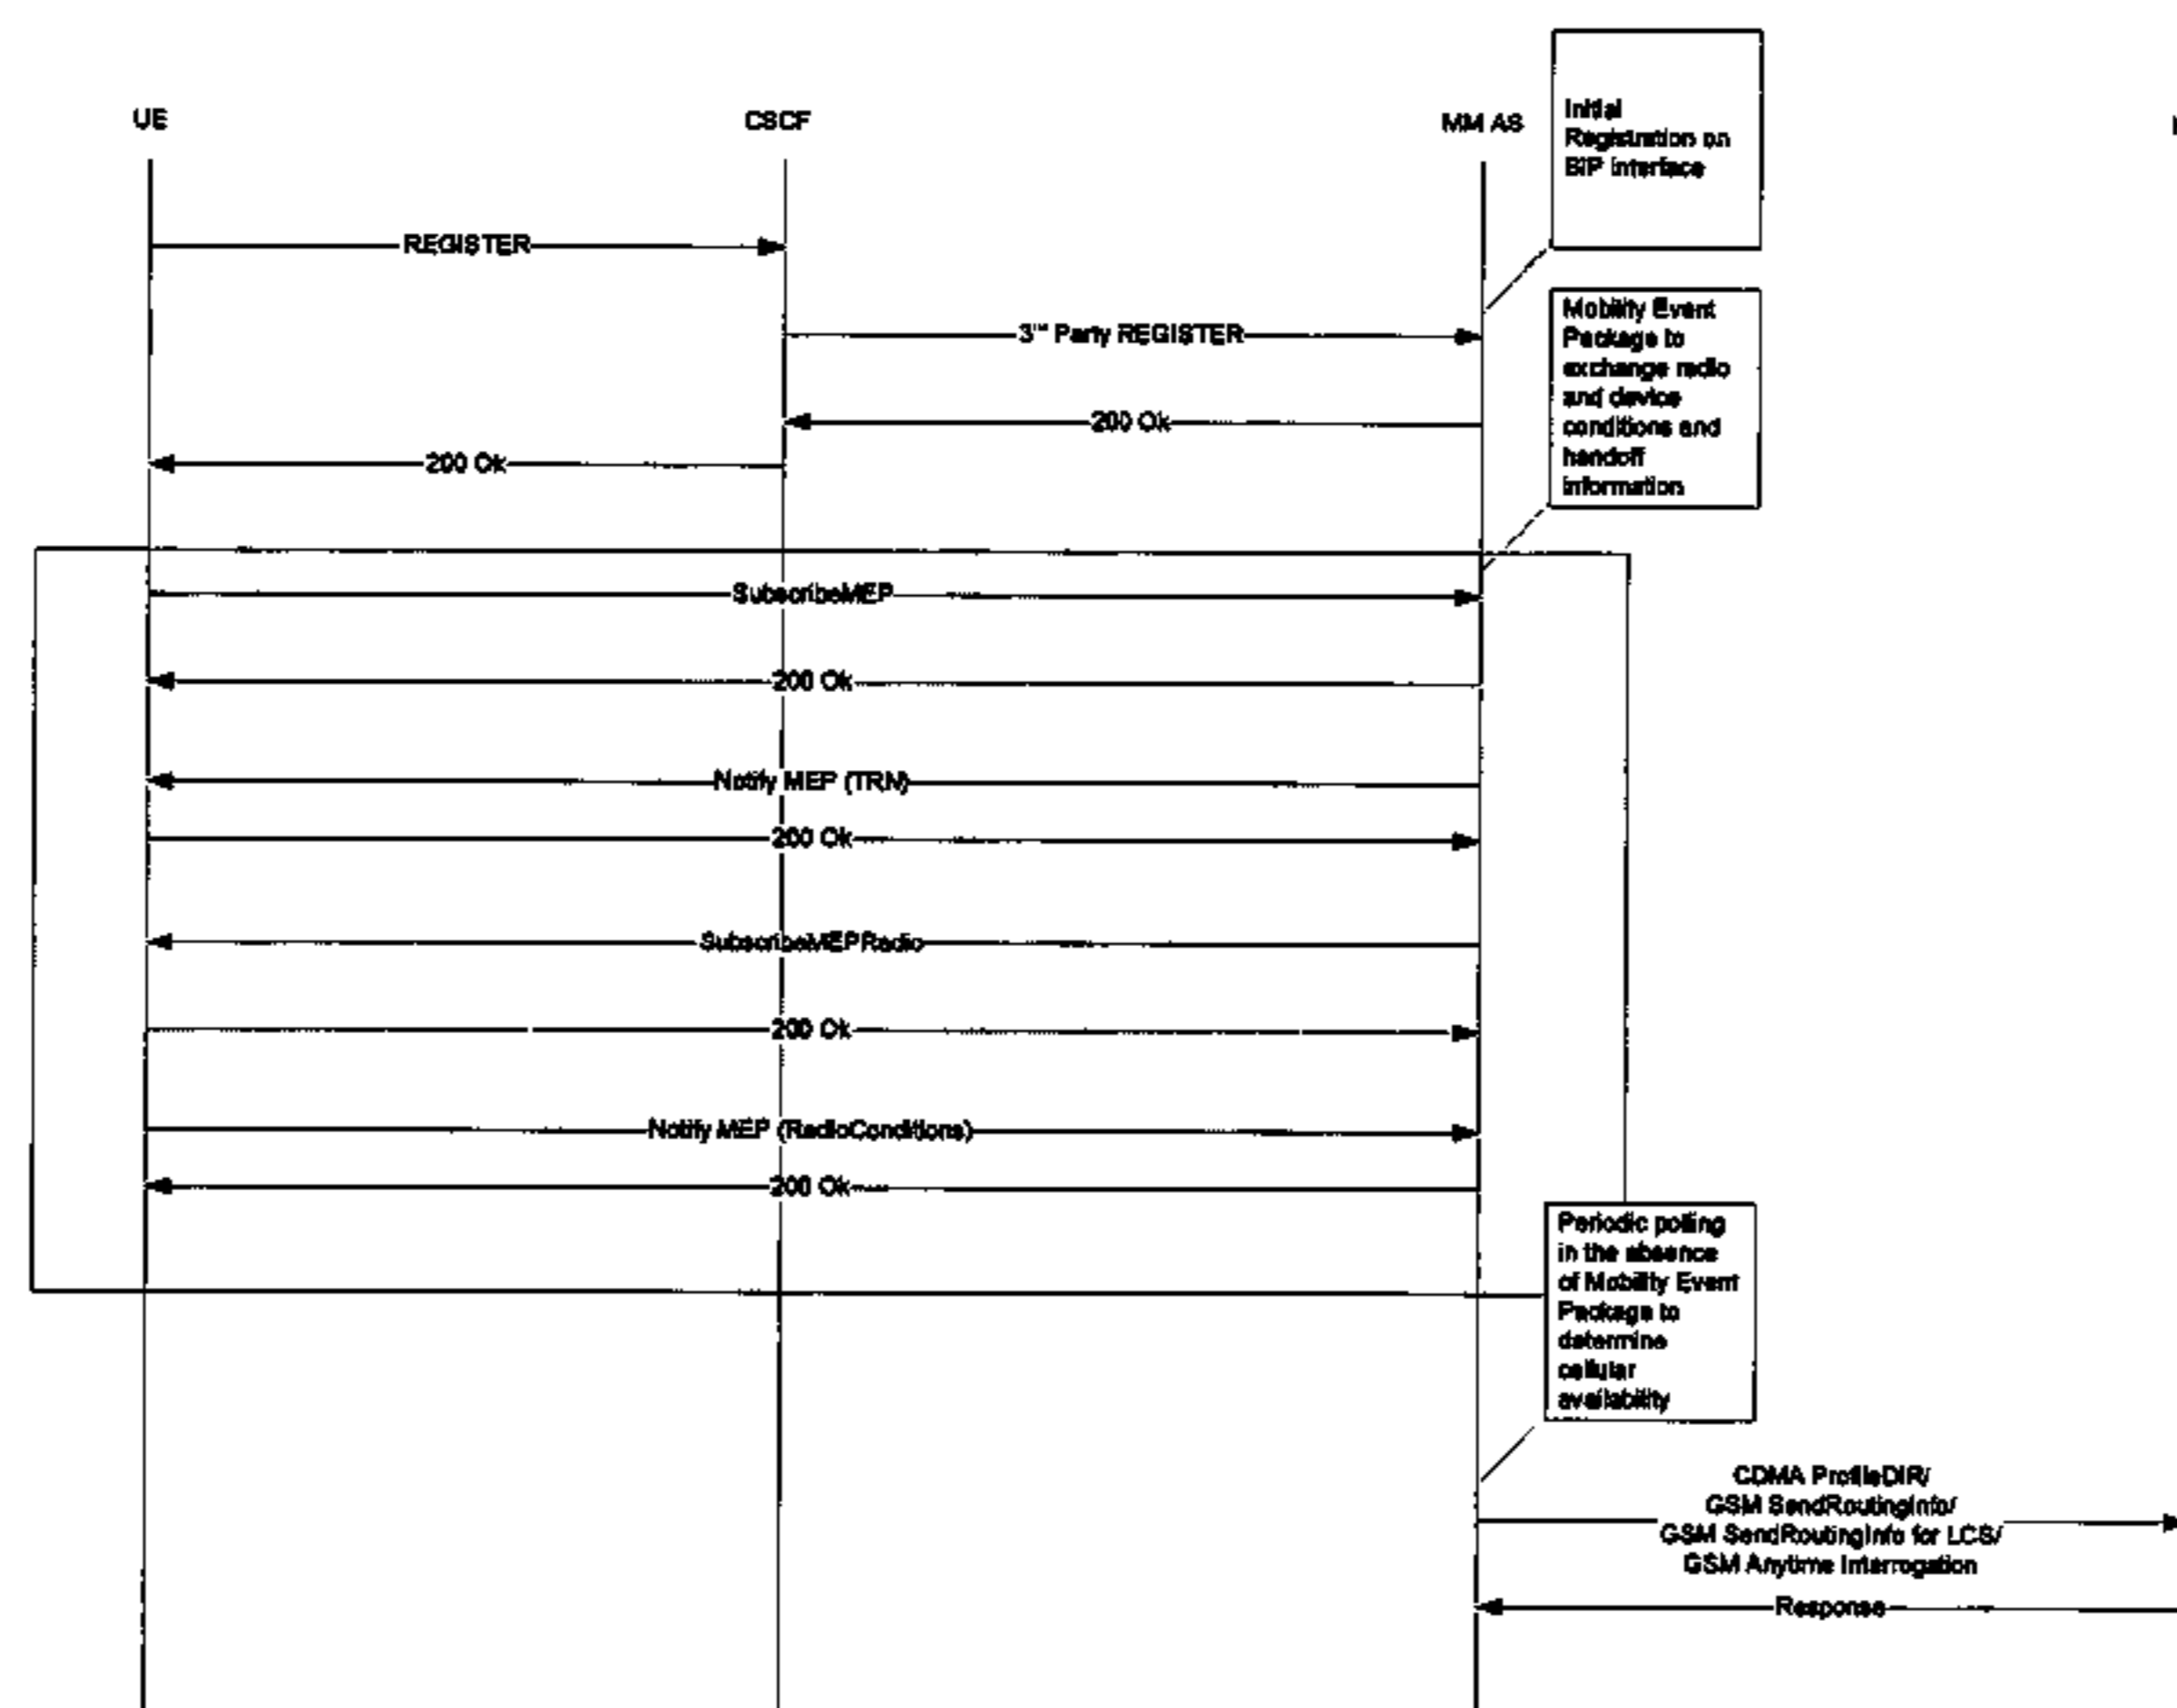 UE
CSCF
MM AS
Initial
Registration on
SIP interface
REGISTER
Mobility Event
Package to
exchange radio
and device
conditions and
handoff
information
3rd Party REGISTER
200 Ok
200 Ok
SubscribeMEP
200 Ok
Notify MEP (TRN)
200 Ok
SubscribeMEPRadio
200 Ok
Notify MEP (RadioConditions)
200 Ok
Periodic polling
in the absence
of Mobility Event
Package to
determine
cellular
availability
CDMA ProfileDIR/
GSM SendRoutingInfo/
GSM SendRoutingInfo for LCS/
GSM Anytime Interrogation
Response